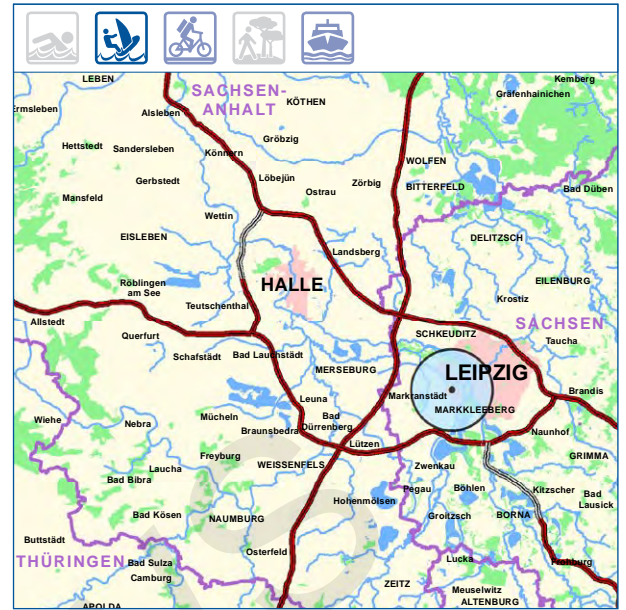 LEBEN
Kemberg
SACHSEN-
ANHALT
Gräfenhainichen
Ermsleben
Alsleben
KÖTHEN
Gröbzig
Hettstedt
Sandersleben
Könnern
WOLFEN
Gerbstedt
Löbejün
Ostrau
Zörbig
BITTERFELD
Bad Düben
Mansfeld
Wettin
EISLEBEN
Landsberg
DELITZSCH
Röblingen
am See
HALLE
EILENBURG
Teutschenthal
Krostiz
Allstedt
Querfurt
SCHKEUDITZ
SACHSEN
Taucha
Schafstädt
Bad Lauchstädt
MERSEBURG
LEIPZIG
Leuna
Markranstädt
Brandis
Wiehe
Nebra
Mücheln
Bad
Dürrenberg
MARKKLEEBERG
Braunsbedra
Lützen
Naunhof
Freyburg
GRIMMA
Laucha
WEISSENFELS
Zwenkau
Bad Bibra
Hohenmölsen
Pegau
Böhlen
Kitzscher
Bad
Lausick
Bad Kösen
NAUMBURG
Groitzsch
BORNA
Buttstädt
Osterfeld
THÜRINGEN
Bad Sulza
Lucka
Frohburg
Camburg
ZEITZ
Meuselwitz
APOLDA
ALTENBURG